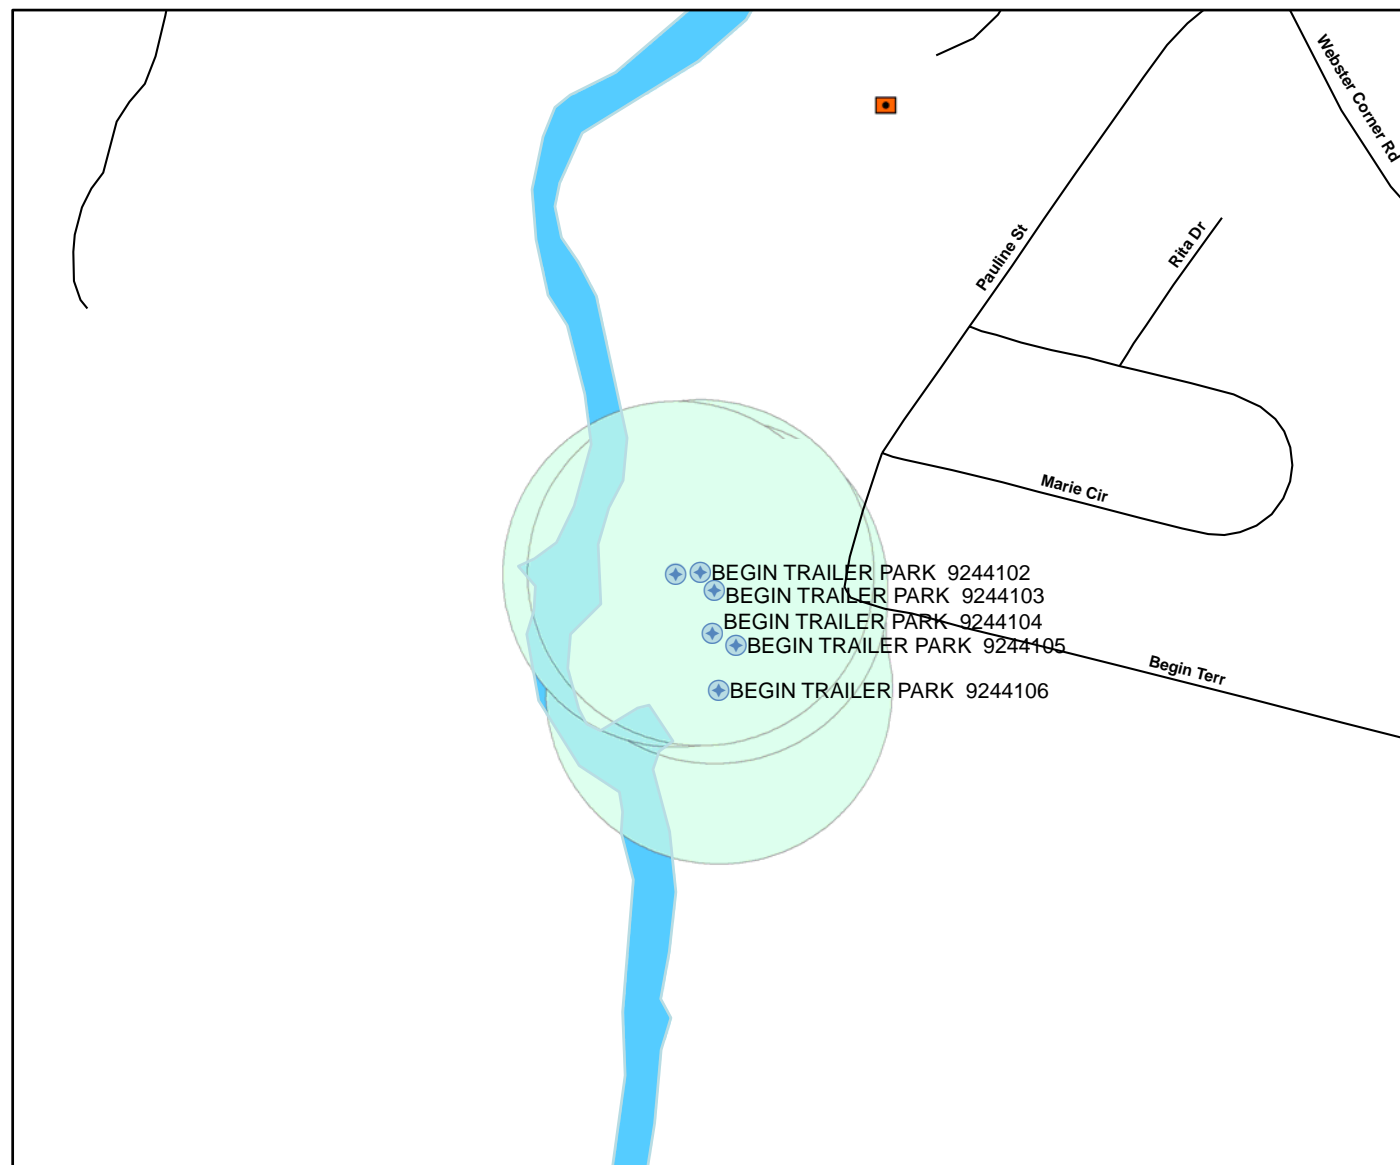 Webster Corner Rd
Pauline St
Rita Dr
Marie Cir
BEGIN TRAILER PARK 9244102
BEGIN TRAILER PARK 9244103
BEGIN TRAILER PARK 9244104
BEGIN TRAILER PARK 9244105
Begin Terr
BEGIN TRAILER PARK 9244106